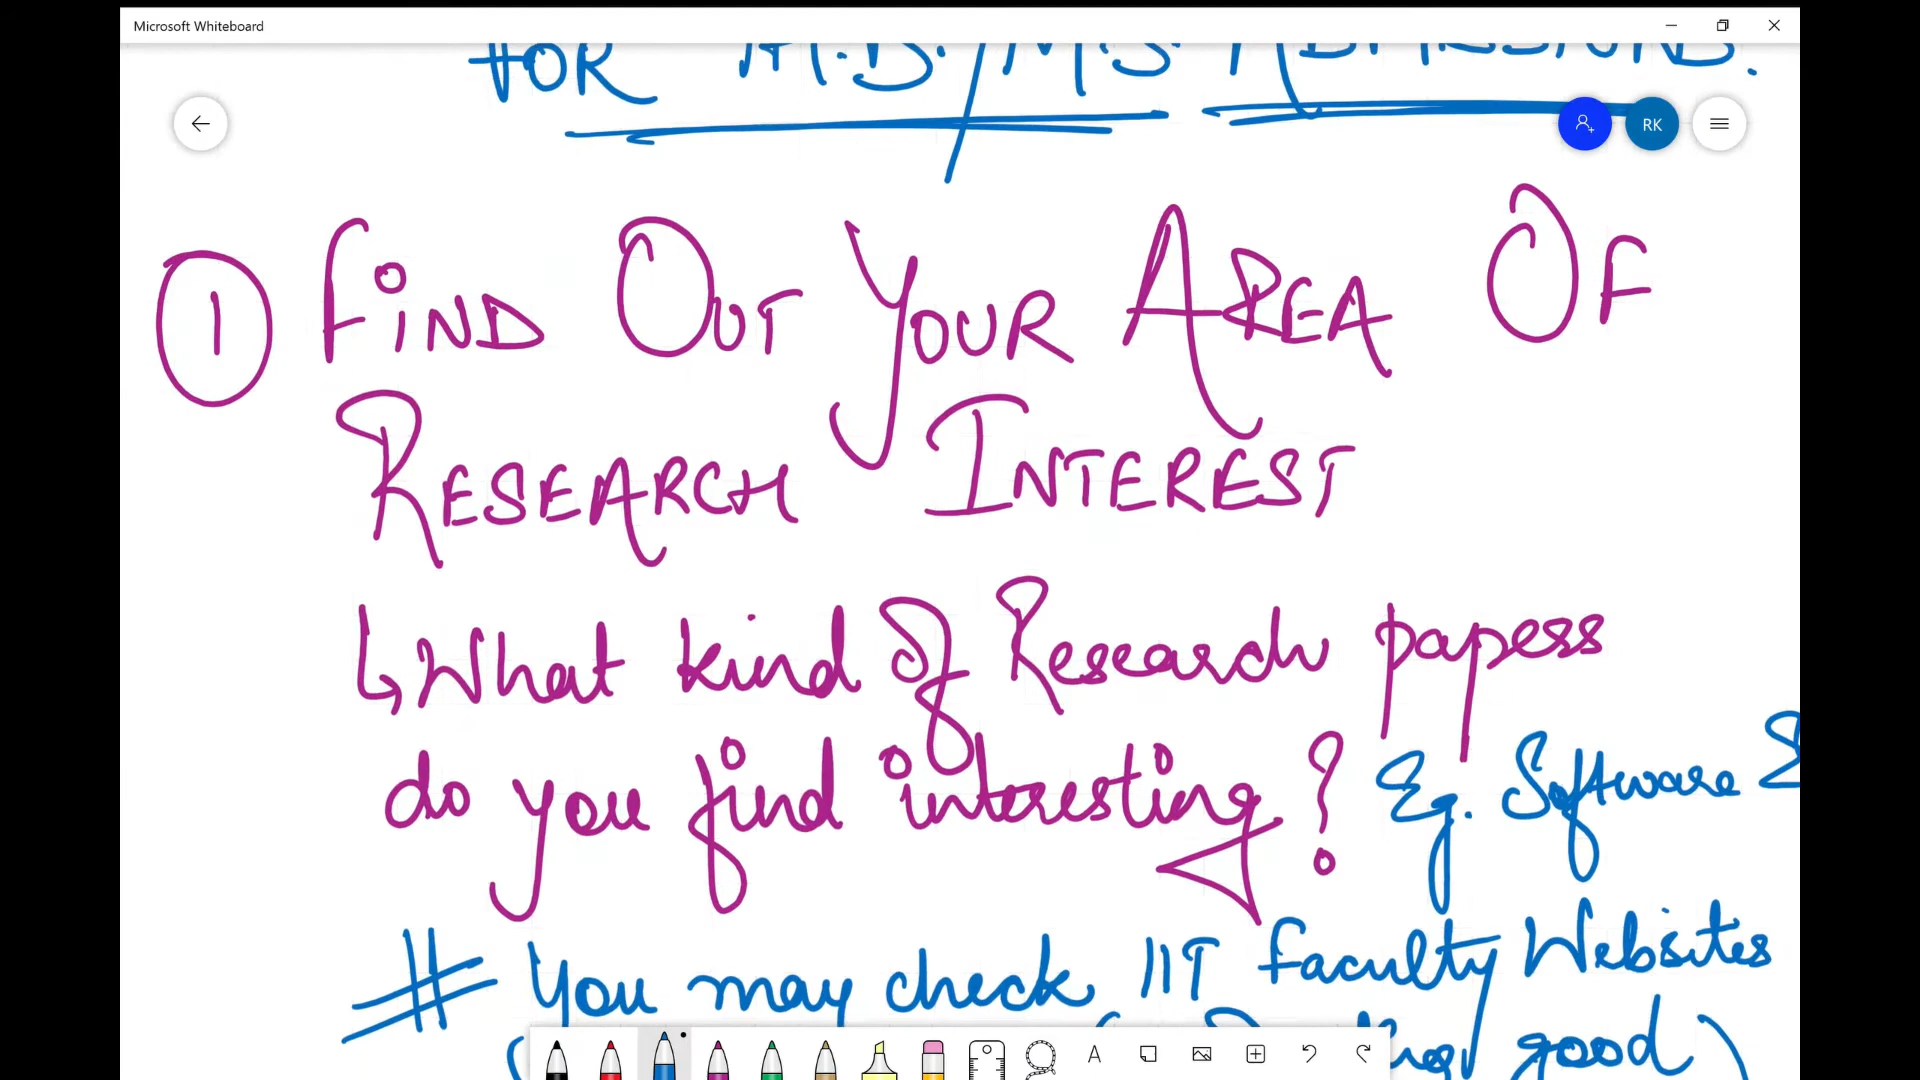 Microsoft Whiteboard
FOR M.S. ADMISSIONS.
RK
1 FIND OUT YOUR AREA OF
RESEARCH INTEREST
↳ What kind Of Research papers
do you find interesting? Eg. Software
# You may check IIT Faculty Websites
good)
A